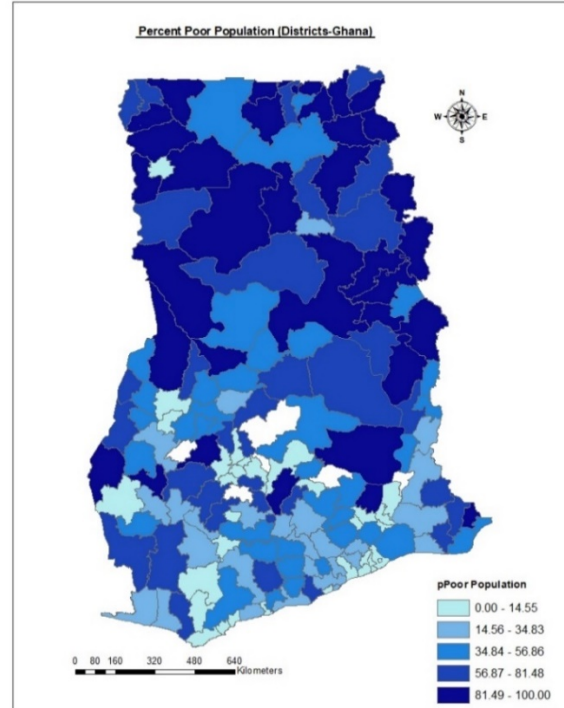 Percent Poor Population (Districts-Ghana)
N
W E
S
pPoor Population
0.00 - 14.55
14.56 - 34.83
34.84 - 56.86
56.87 - 81.48
81.49 - 100.00
0 80 160 320 480 640
Kilometers